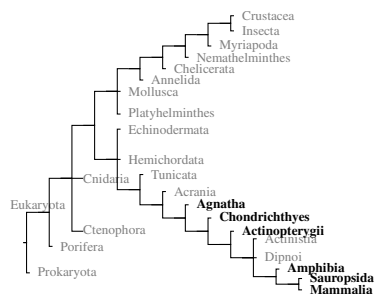 Crustacea
Insecta
Myriapoda
Nemathelminthes
Chelicerata
Annelida
Mollusca
Platyhelminthes
Echinodermata
Hemichordata
Tunicata
Cnidaria
Acrania
Agnatha
Eukaryota
Chondrichthyes
Ctenophora
Actinopterygii
Actinistia
Porifera
Dipnoi
Amphibia
Prokaryota
Sauropsida
Mammalia